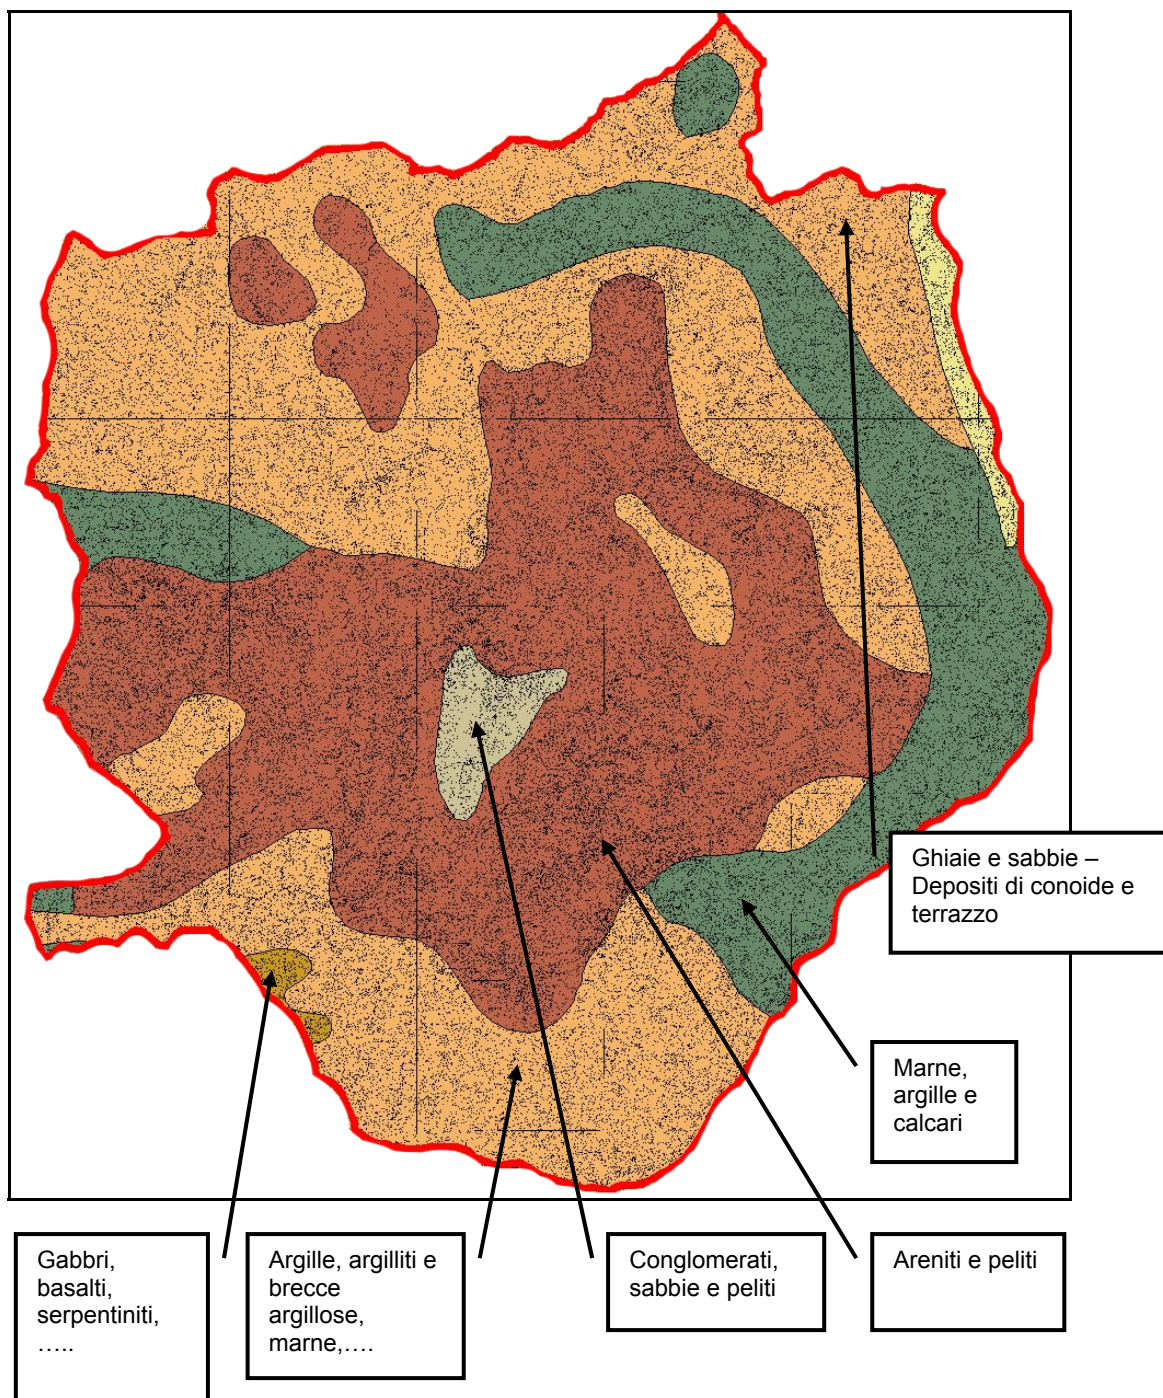 Ghiaie e sabbie –
Depositi di conoide e
terrazzo
Marne,
argille e
calcari
Gabbri,
basalti,
serpentiniti,
…..
Argille, argilliti e
brecce
argillose,
marne,….
Conglomerati,
sabbie e peliti
Areniti e peliti